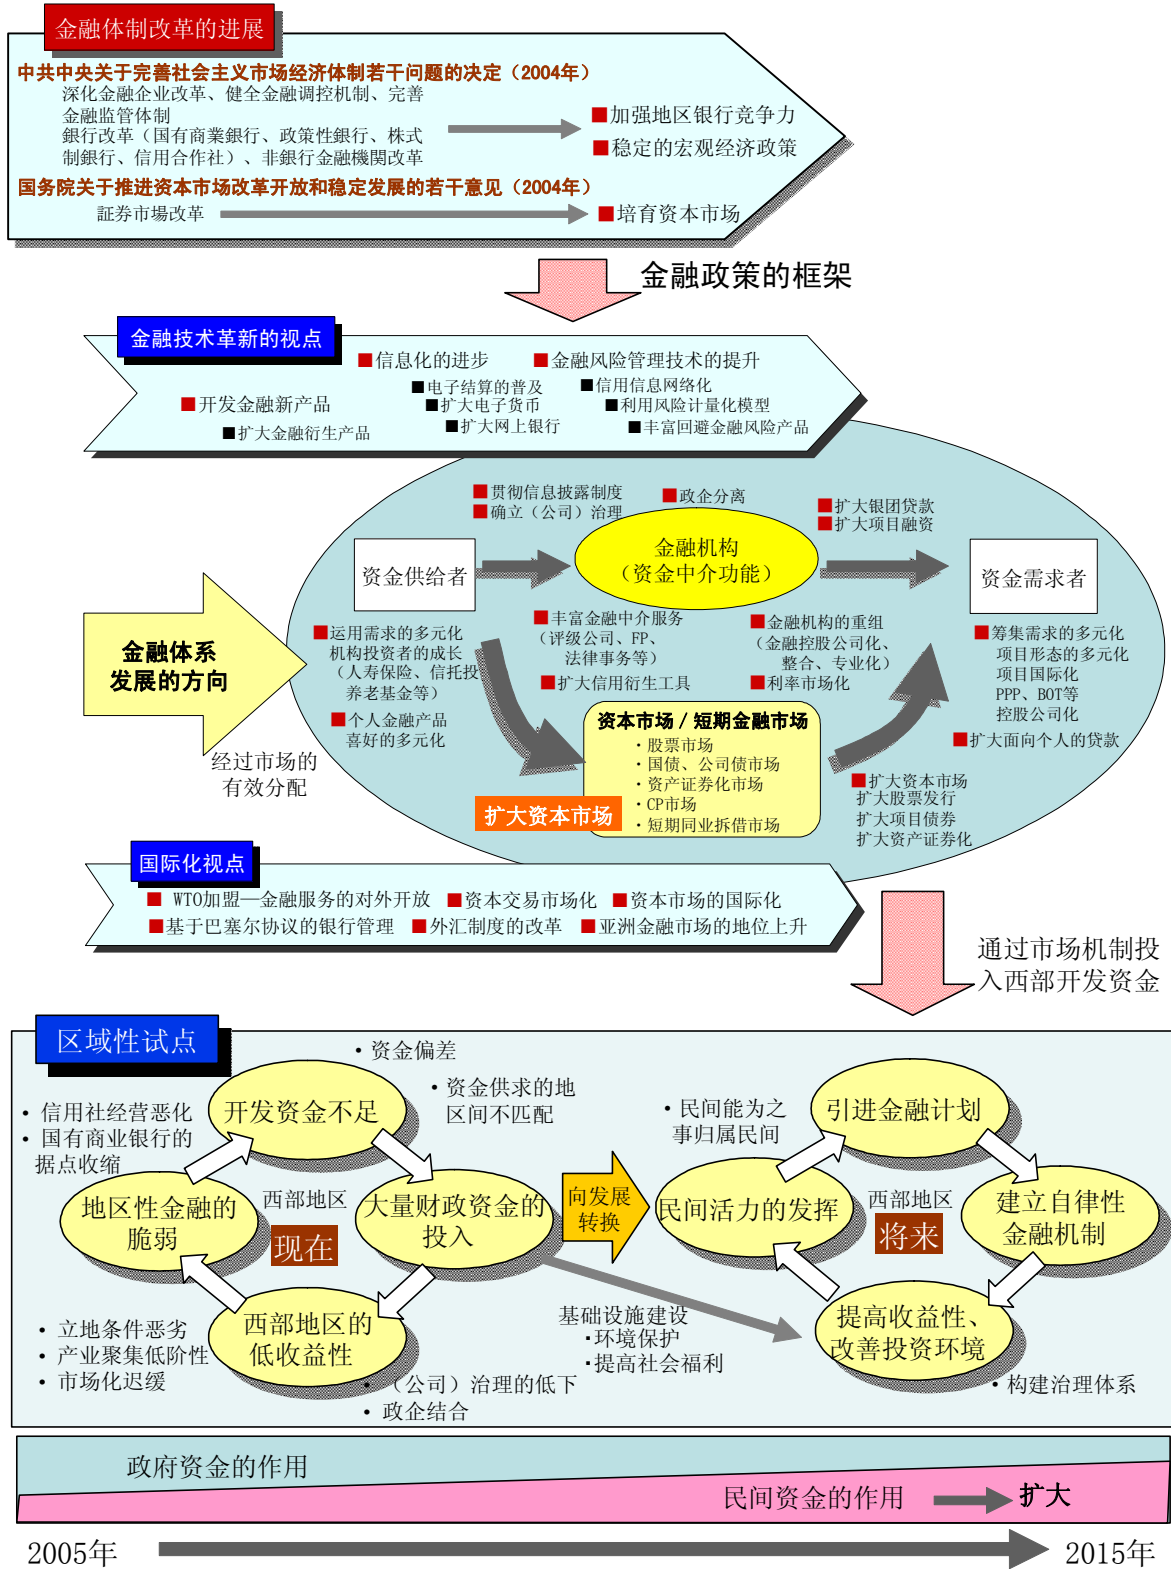 金融体制改革的进展
中共中央关于完善社会主义市场经济体制若干问题的决定（2004年）
深化金融企业改革、健全金融调控机制、完善
金融监管体制
銀行改革（国有商業銀行、政策性銀行、株式
制銀行、信用合作社）、非銀行金融機関改革
■加强地区银行竞争力
■稳定的宏观经济政策
国务院关于推进资本市场改革开放和稳定发展的若干意见（2004年）
証券市場改革
■培育资本市场
金融政策的框架
金融技术革新的视点
■信息化的进步
■金融风险管理技术的提升
■电子结算的普及
■信用信息网络化
■开发金融新产品
■扩大电子货币
■利用风险计量化模型
■扩大金融衍生产品
■扩大网上银行
■丰富回避金融风险产品
■贯彻信息披露制度
■确立（公司）治理
■政企分离
■扩大银团贷款
■扩大项目融资
资金供给者
金融机构
（资金中介功能）
资金需求者
金融体系
发展的方向
■运用需求的多元化
机构投资者的成长
（人寿保险、信托投
养老基金等）
■个人金融产品
喜好的多元化
■丰富金融中介服务
（评级公司、FP、
法律事务等）
■扩大信用衍生工具
■金融机构的重组
（金融控股公司化、
整合、专业化）
■利率市场化
■筹集需求的多元化
项目形态的多元化
项目国际化
PPP、BOT等
控股公司化
■扩大面向个人的贷款
经过市场的
有效分配
资本市场 / 短期金融市场
・股票市场
・国债、公司债市场
・资产证券化市场
・CP市场
・短期同业拆借市场
扩大资本市场
■扩大资本市场
扩大股票发行
扩大项目债券
扩大资产证券化
国际化视点
■ WTO加盟—金融服务的对外开放
■资本交易市场化
■资本市场的国际化
■基于巴塞尔协议的银行管理
■外汇制度的改革
■亚洲金融市场的地位上升
通过市场机制投
入西部开发资金
区域性试点
• 资金偏差
• 资金供求的地
区间不匹配
• 信用社经营恶化
• 国有商业银行的
据点收缩
开发资金不足
地区性金融的
脆弱
西部地区
现在
大量财政资金的
投入
西部地区的
低收益性
• 立地条件恶劣
• 产业聚集低阶性
• 市场化迟缓
• （公司）治理的低下
• 政企结合
向发展
转换
基础设施建设
・环境保护
・提高社会福利
• 民间能为之
事归属民间
引进金融计划
民间活力的发挥
西部地区
将来
建立自律性
金融机制
提高收益性、
改善投资环境
• 构建治理体系
政府资金的作用
民间资金的作用
扩大
2005年
2015年